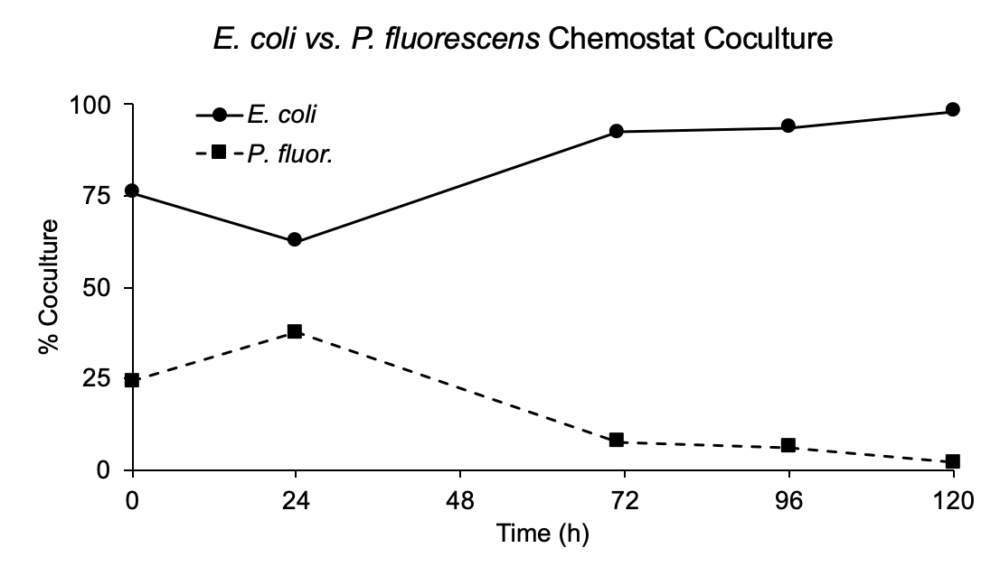 E. coli vs. P. fluorescens Chemostat Coculture
100
75
50
25
0
% Coculture
E. coli
P. fluor.
0 24 48 72 96 120
Time (h)